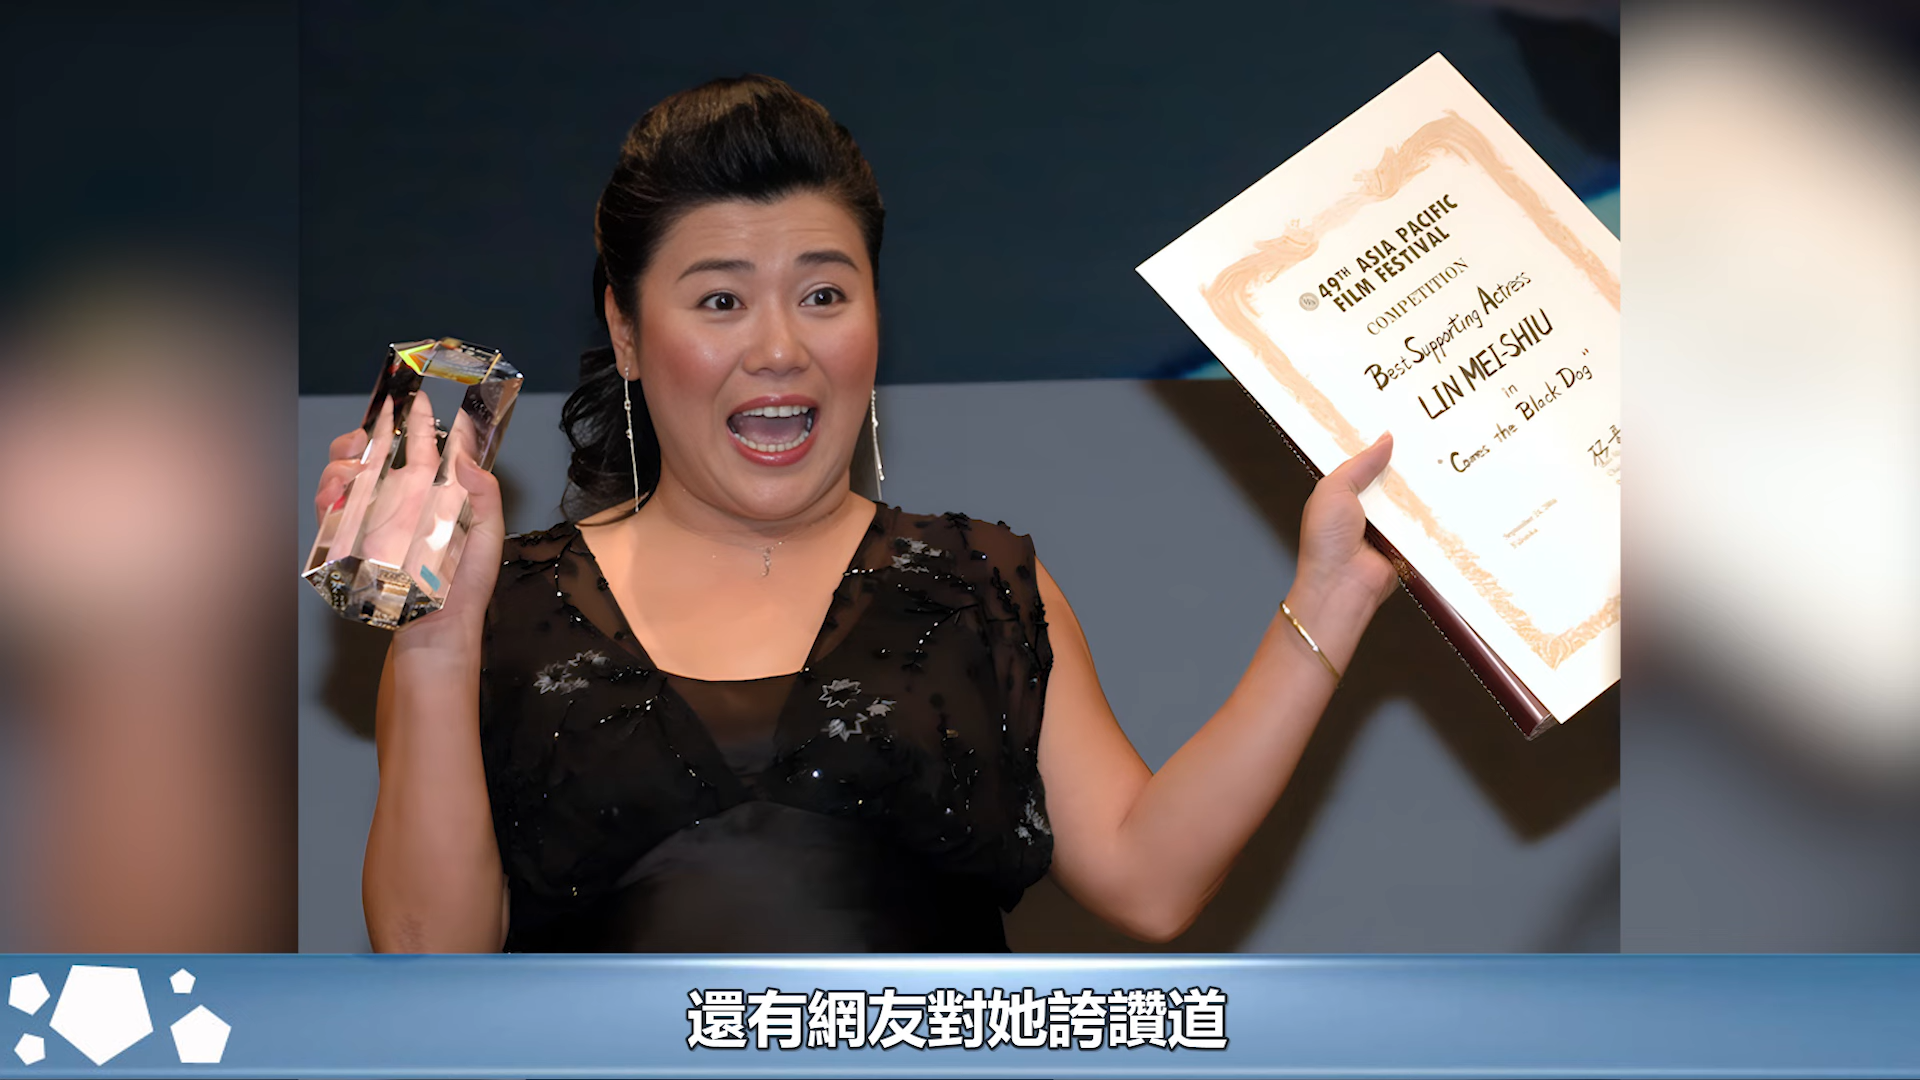 49TH ASIA PACIFIC
FILM FESTIVAL
COMPETITION
Best Supporting Actress
LIN MEI-SHIU
in
"Comes the Black Dog"
還有網友對她誇讚道